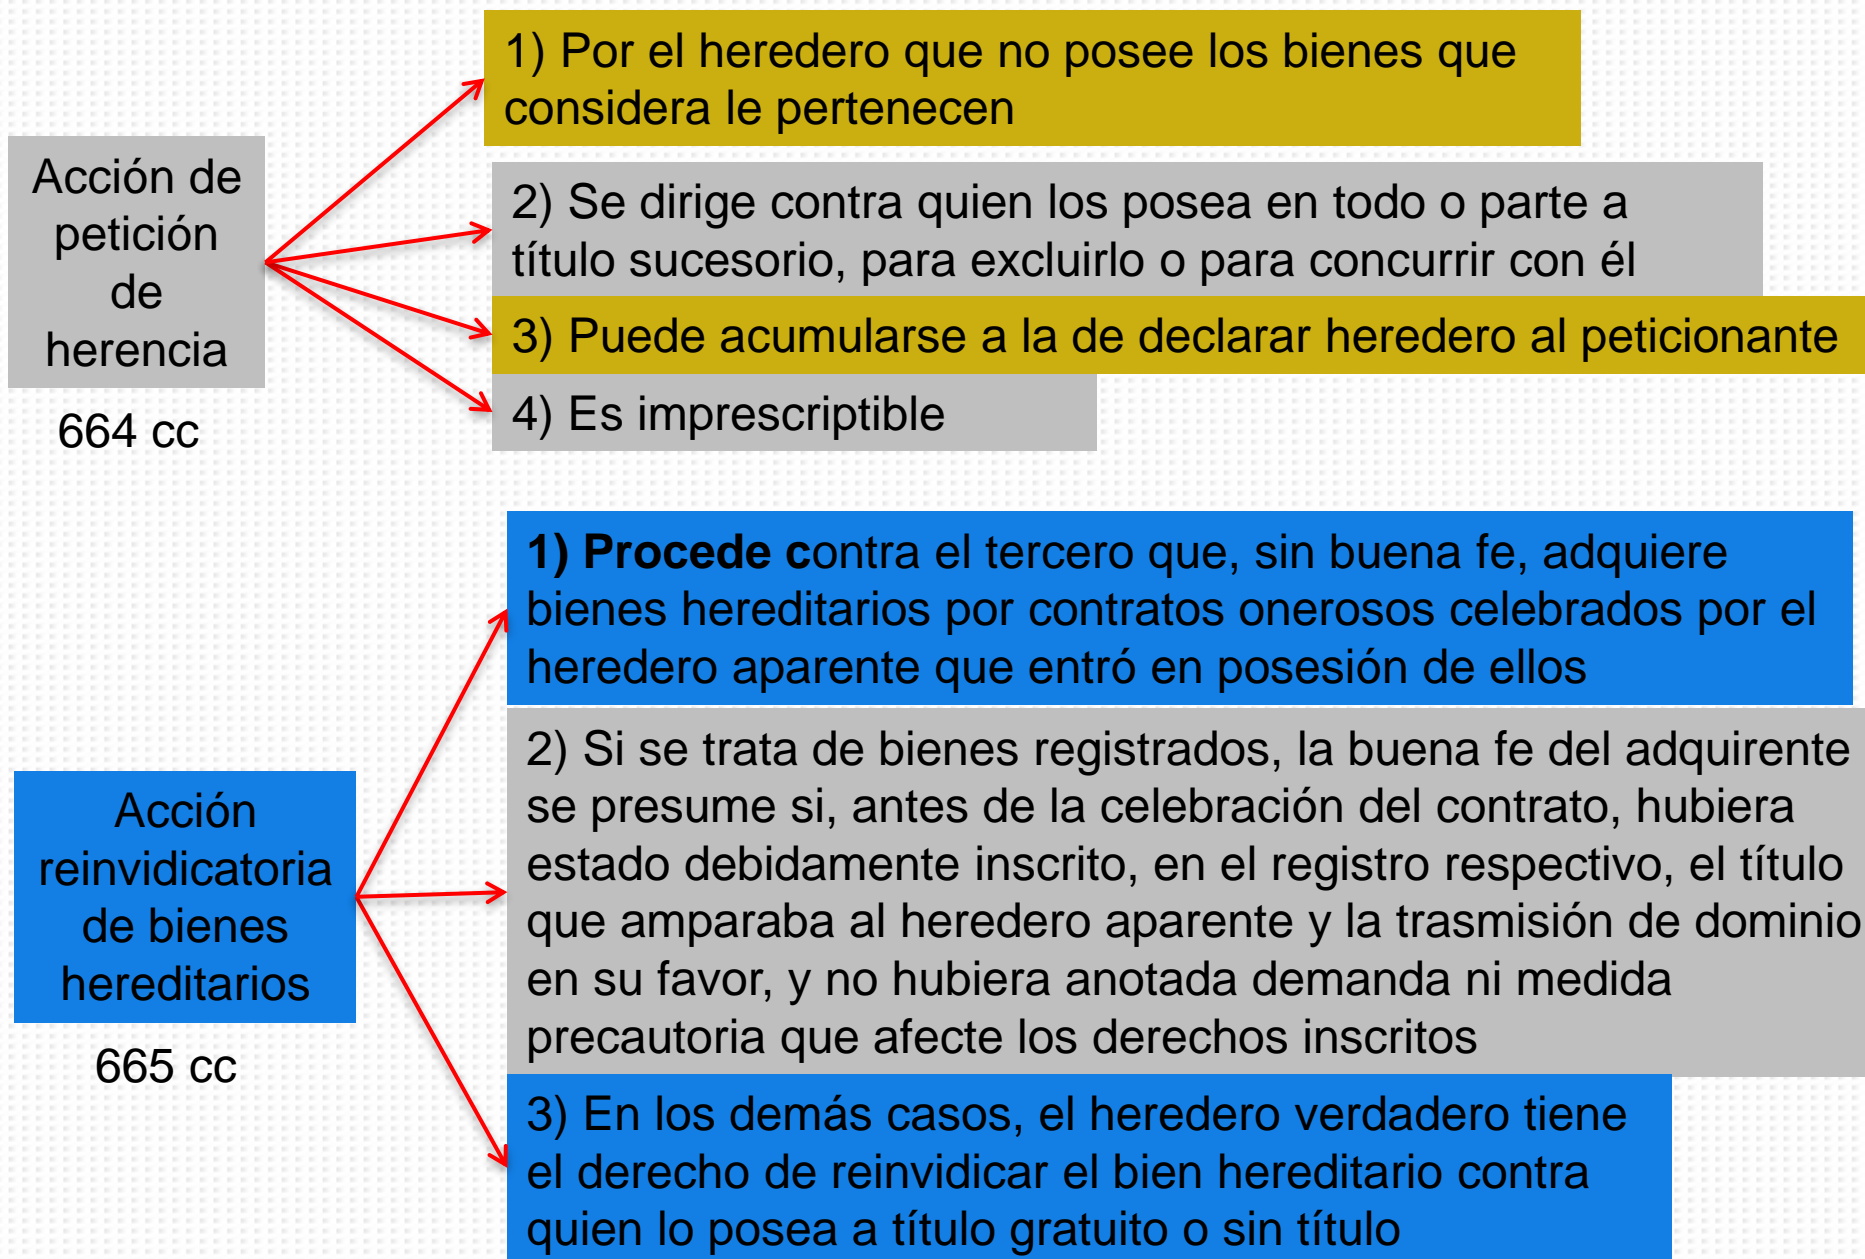 Acción de
petición
de
herencia
664 cc
1) Por el heredero que no posee los bienes que
considera le pertenecen
2) Se dirige contra quien los posea en todo o parte a
título sucesorio, para excluirlo o para concurrir con él
3) Puede acumularse a la de declarar heredero al peticionante
4) Es imprescriptible
Acción
reinvidicatoria
de bienes
hereditarios
665 cc
1) Procede contra el tercero que, sin buena fe, adquiere
bienes hereditarios por contratos onerosos celebrados por el
heredero aparente que entró en posesión de ellos
2) Si se trata de bienes registrados, la buena fe del adquirente
se presume si, antes de la celebración del contrato, hubiera
estado debidamente inscrito, en el registro respectivo, el título
que amparaba al heredero aparente y la trasmisión de dominio
en su favor, y no hubiera anotada demanda ni medida
precautoria que afecte los derechos inscritos
3) En los demás casos, el heredero verdadero tiene
el derecho de reinvidicar el bien hereditario contra
quien lo posea a título gratuito o sin título